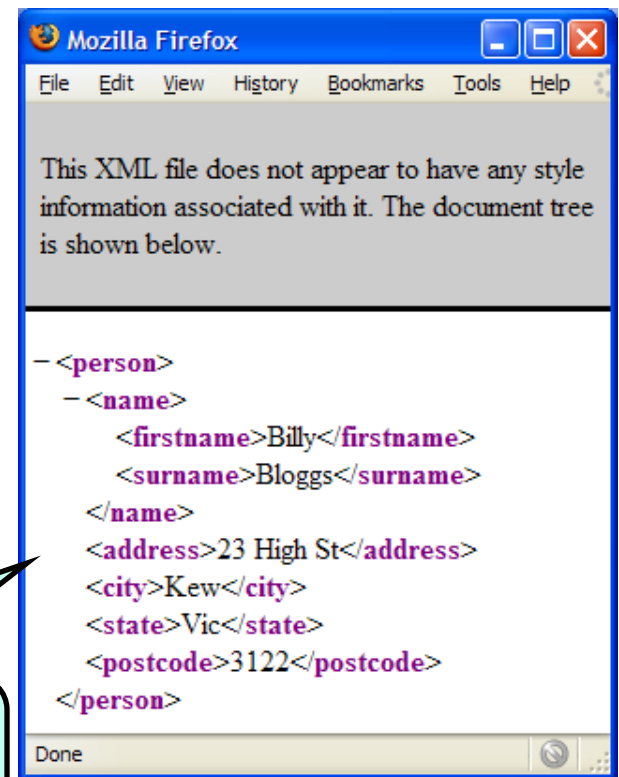 Mozilla Firefox
File Edit View History Bookmarks Tools Help
This XML file does not appear to have any style
information associated with it. The document tree
is shown below.
– <person>
– <name>
<firstname>Billy</firstname>
<surname>Bloggs</surname>
</name>
<address>23 High St</address>
<city>Kew</city>
<state>Vic</state>
<postcode>3122</postcode>
</person>
Done